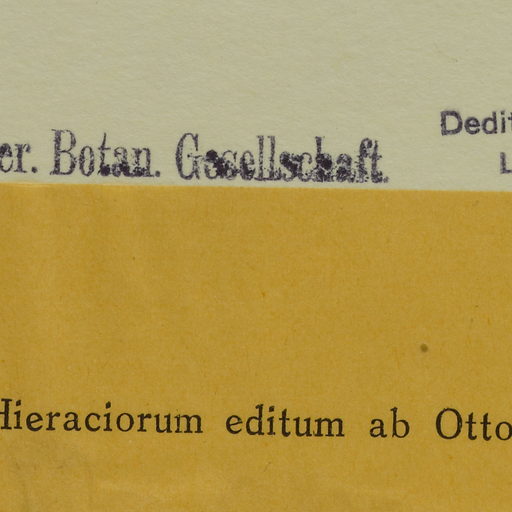 Dedit
er. Botan. Gesellschaft.
L
Hieraciorum editum ab Otto